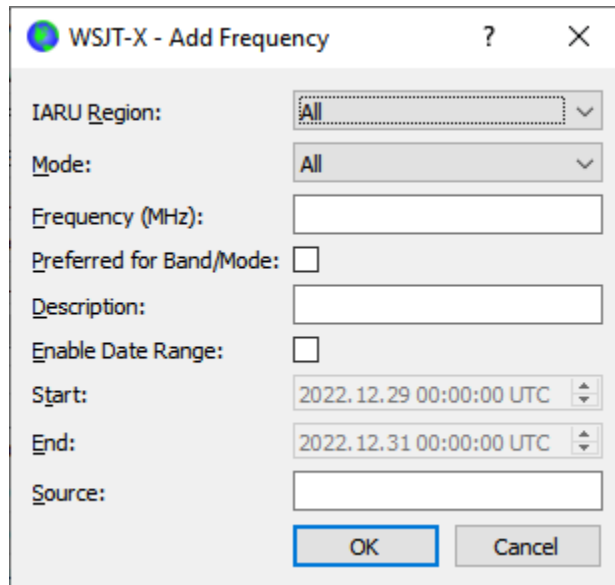 WSJT-X - Add Frequency ? ×
IARU Region: All
Mode: All
Frequency (MHz):
Preferred for Band/Mode:
Description:
Enable Date Range:
Start: 2022.12.29 00:00:00 UTC
End: 2022.12.31 00:00:00 UTC
Source:
OK Cancel